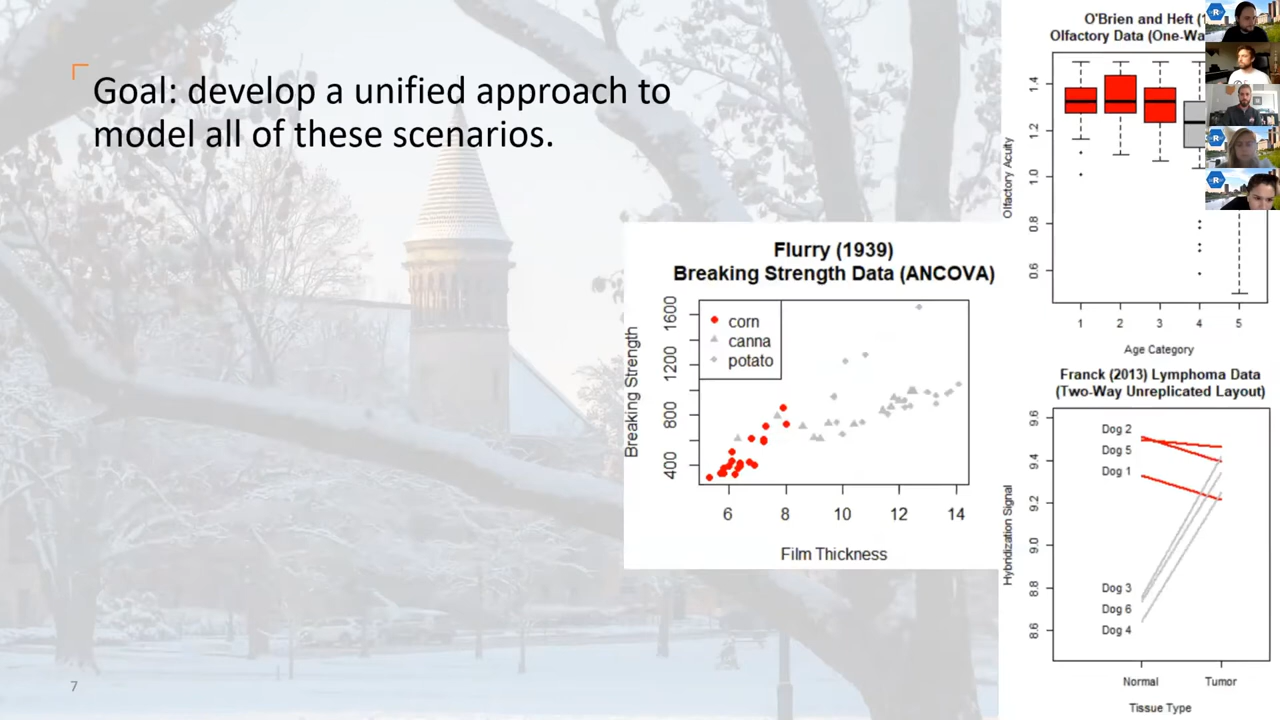 Goal: develop a unified approach to
model all of these scenarios.
Flurry (1939)
Breaking Strength Data (ANCOVA)
corn
canna
potato
Breaking Strength
400
800
1200
1600
6
8
10
12
14
Film Thickness
O'Brien and Heft
Olfactory Data
Olfactory Acuity
1.4
1.2
1.0
0.8
0.6
1
2
3
4
5
Age Category
Franck (2013) Lymphoma Data
(Two-Way Unreplicated Layout)
Hybridization Signal
9.6
9.4
9.2
9.0
8.8
8.6
Dog 2
Dog 5
Dog 1
Dog 3
Dog 6
Dog 4
Normal
Tumor
Tissue Type
7
R
R
R